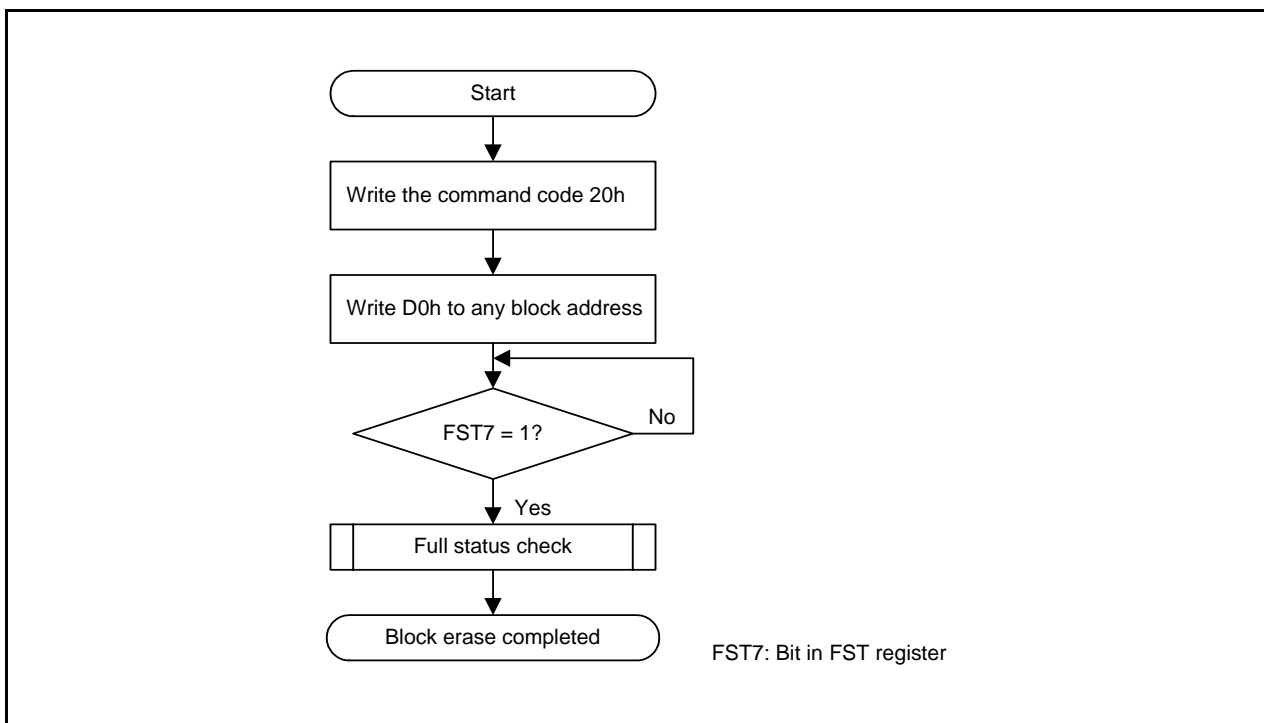 Start
Write the command code 20h
Write D0h to any block address
FST7 = 1?
No
Yes
Full status check
Block erase completed
FST7: Bit in FST register